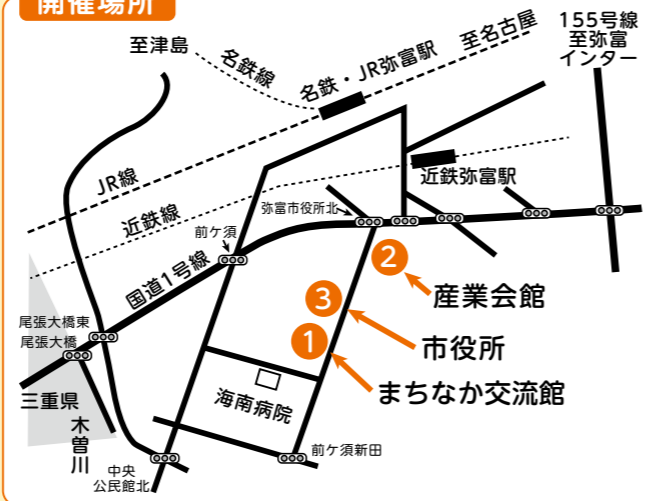 開催場所
155号線
至弥富
インター
至津島
名鉄線
名鉄・JR弥富駅
至名古屋
JR線
近鉄線
近鉄弥富駅
弥富市役所北
前ケ須
国道1号線
2
産業会館
3
市役所
1
まちなか交流館
尾張大橋東
尾張大橋
三重県
木曽川
海南病院
前ケ須新田
中央
公民館北